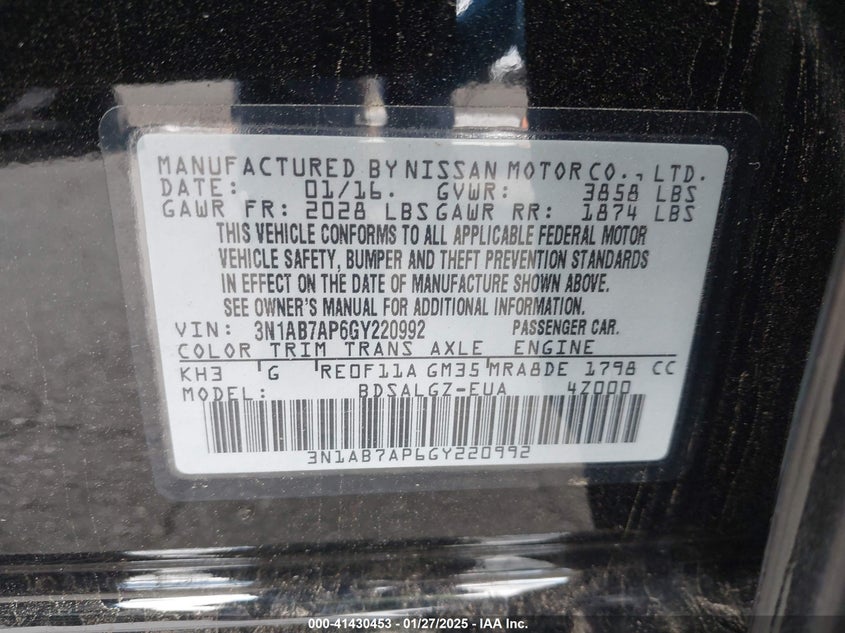 MANUFACTURED BY NISSAN MOTOR CO., LTD.
DATE: 01/16. GVWR: 3858 LBS
GAWR FR: 2028 LBS GAWR RR: 1874 LBS
THIS VEHICLE CONFORMS TO ALL APPLICABLE FEDERAL MOTOR
VEHICLE SAFETY, BUMPER AND THEFT PREVENTION STANDARDS
IN EFFECT ON THE DATE OF MANUFACTURE SHOWN ABOVE.
SEE OWNER'S MANUAL FOR ADDITIONAL INFORMATION.
VIN: 3N1AB7AP6GY220992 PASSENGER CAR.
COLOR TRIM TRANS AXLE ENGINE
KH3 G RE0F11A GM35 MRA8DE 1798 CC
MODEL: BDSALGZ-EUA 4Z000
3N1AB7AP6GY220992
000-41430453 - 01/27/2025 - IAA Inc.